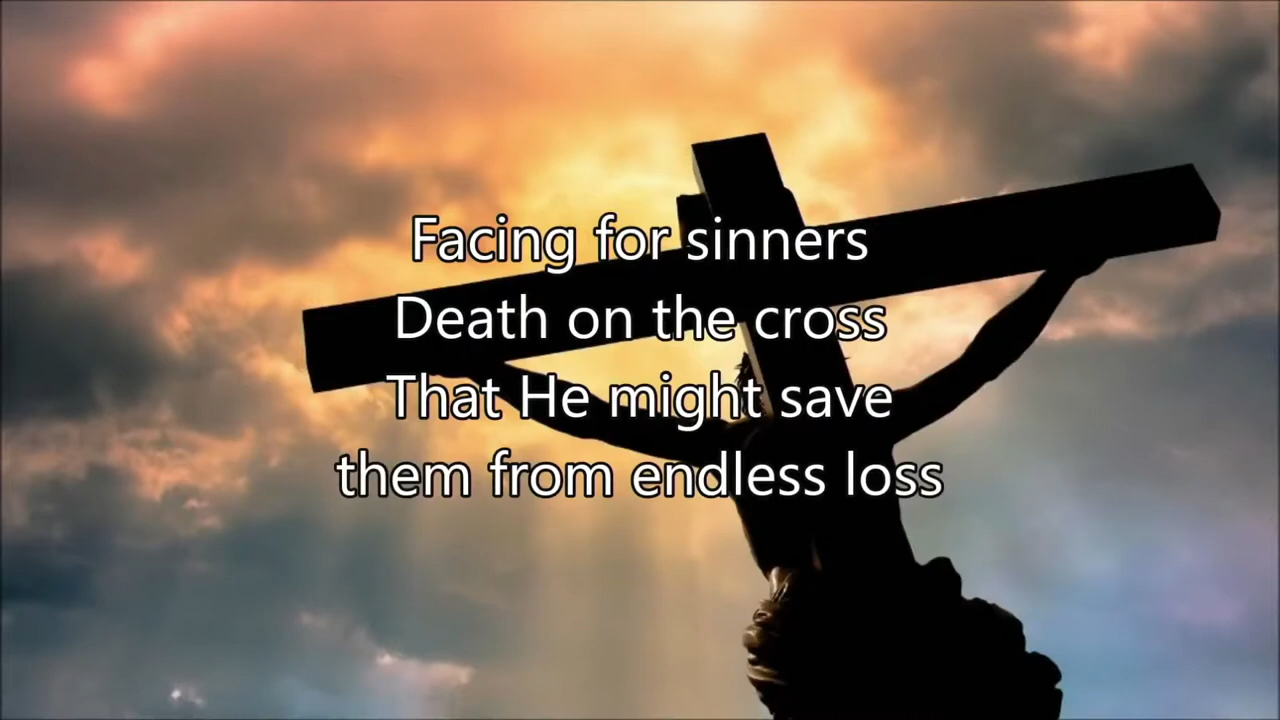 Facing for sinners
Death on the cross
That He might save
them from endless loss